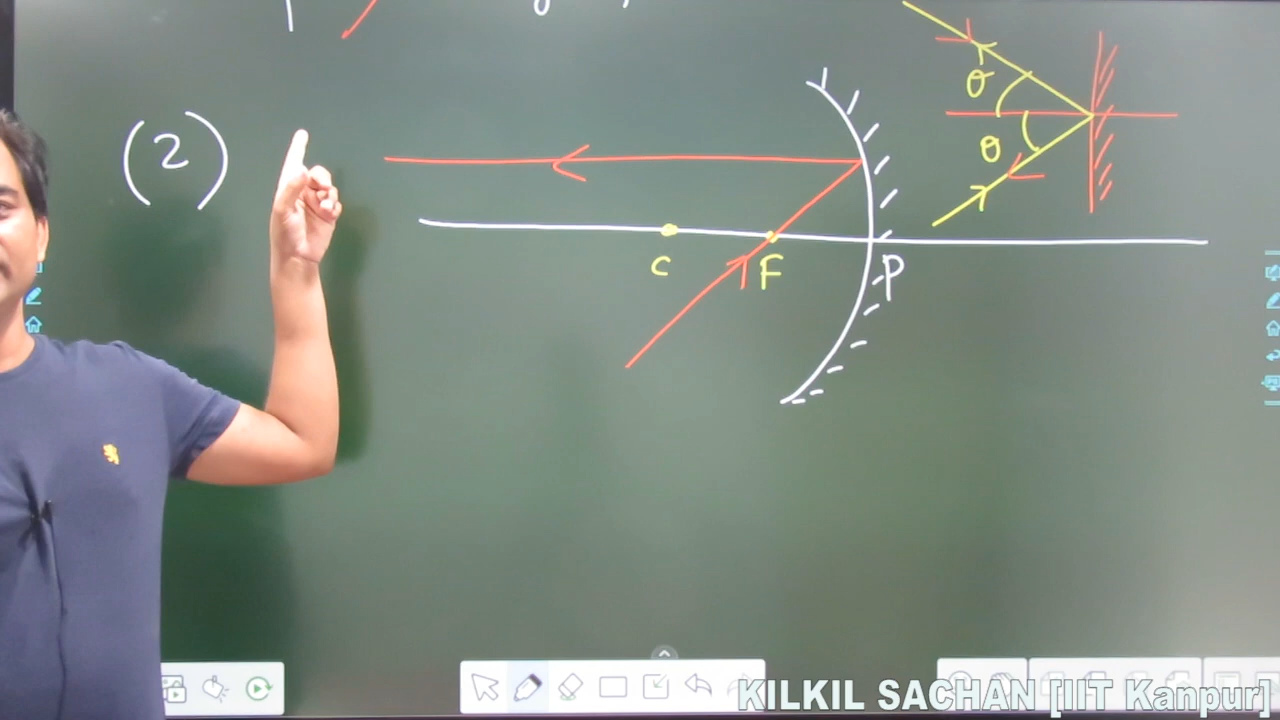 (2)
θ
θ
C F P
KILKIL SACHAN [IIT Kanpur]